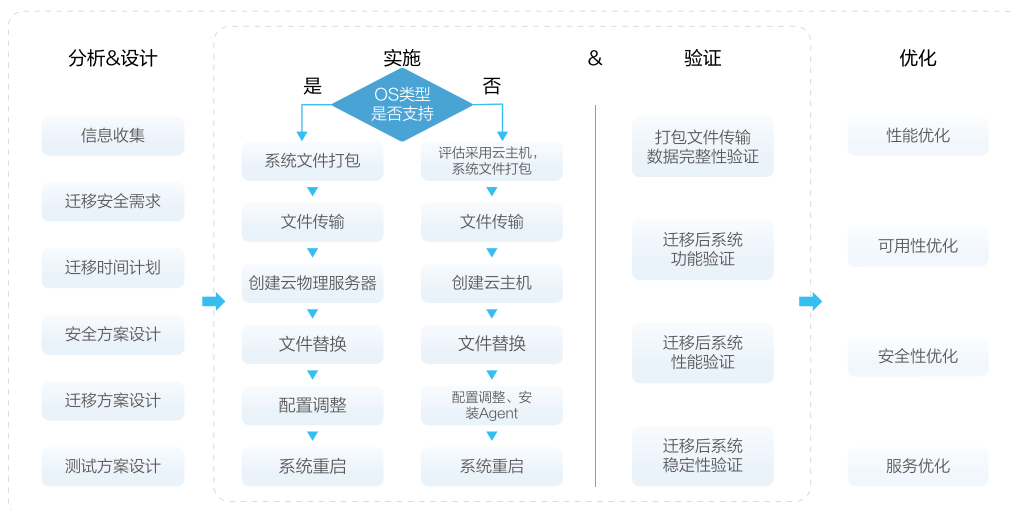 分析&设计
信息收集
迁移安全需求
迁移时间计划
安全方案设计
迁移方案设计
测试方案设计
实施
&
验证
OS类型
是否支持
是
系统文件打包
文件传输
创建云物理服务器
文件替换
配置调整
系统重启
否
评估采用云主机，
系统文件打包
文件传输
创建云主机
文件替换
配置调整、安
装Agent
系统重启
打包文件传输
数据完整性验证
迁移后系统
功能验证
迁移后系统
性能验证
迁移后系统
稳定性验证
优化
性能优化
可用性优化
安全性优化
服务优化